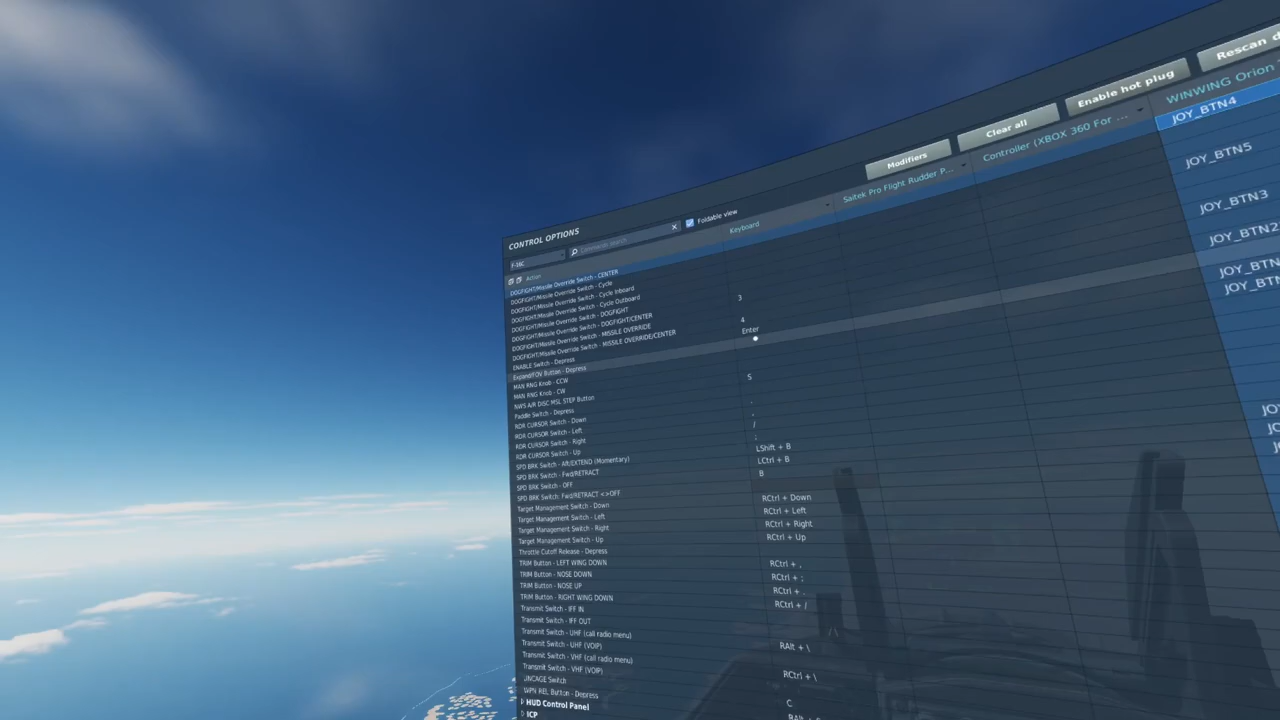 Rescan d
Enable hot plug
Clear all
Modifiers
WINWING Orion
Controller (XBOX 360 For ...
Saitek Pro Flight Rudder P...
Keyboard
CONTROL OPTIONS
Foldable view
F-16C
Commands search
Action
DOGFIGHT/Missile Override Switch - CENTER JOY_BTN4
DOGFIGHT/Missile Override Switch - Cycle
DOGFIGHT/Missile Override Switch - Cycle Inboard
DOGFIGHT/Missile Override Switch - Cycle Outboard JOY_BTN5
DOGFIGHT/Missile Override Switch - DOGFIGHT 3
DOGFIGHT/Missile Override Switch - DOGFIGHT/CENTER JOY_BTN3
DOGFIGHT/Missile Override Switch - MISSILE OVERRIDE 4
DOGFIGHT/Missile Override Switch - MISSILE OVERRIDE/CENTER Enter JOY_BTN2
ENABLE Switch - Depress
Expand/FOV Button - Depress JOY_BTN
MAN RNG Knob - CCW JOY_BTN
MAN RNG Knob - CW
NWS A/R DISC MSL STEP Button S
Paddle Switch - Depress
RDR CURSOR Switch - Down .
RDR CURSOR Switch - Left ,
RDR CURSOR Switch - Right /
RDR CURSOR Switch - Up ;
SPD BRK Switch - Aft/EXTEND (Momentary) LShift + B
SPD BRK Switch - Fwd/RETRACT LCtrl + B
SPD BRK Switch - OFF B
SPD BRK Switch: Fwd/RETRACT <>OFF
Target Management Switch - Down RCtrl + Down
Target Management Switch - Left RCtrl + Left
Target Management Switch - Right RCtrl + Right
Target Management Switch - Up RCtrl + Up
Throttle Cutoff Release - Depress
TRIM Button - LEFT WING DOWN RCtrl + ,
TRIM Button - NOSE DOWN RCtrl + ;
TRIM Button - NOSE UP RCtrl + .
TRIM Button - RIGHT WING DOWN RCtrl + /
Transmit Switch - IFF IN
Transmit Switch - IFF OUT
Transmit Switch - UHF (call radio menu) RAlt + \
Transmit Switch - UHF (VOIP)
Transmit Switch - VHF (call radio menu) RCtrl + \
Transmit Switch - VHF (VOIP)
UNCAGE Switch C
WPN REL Button - Depress
HUD Control Panel
ICP